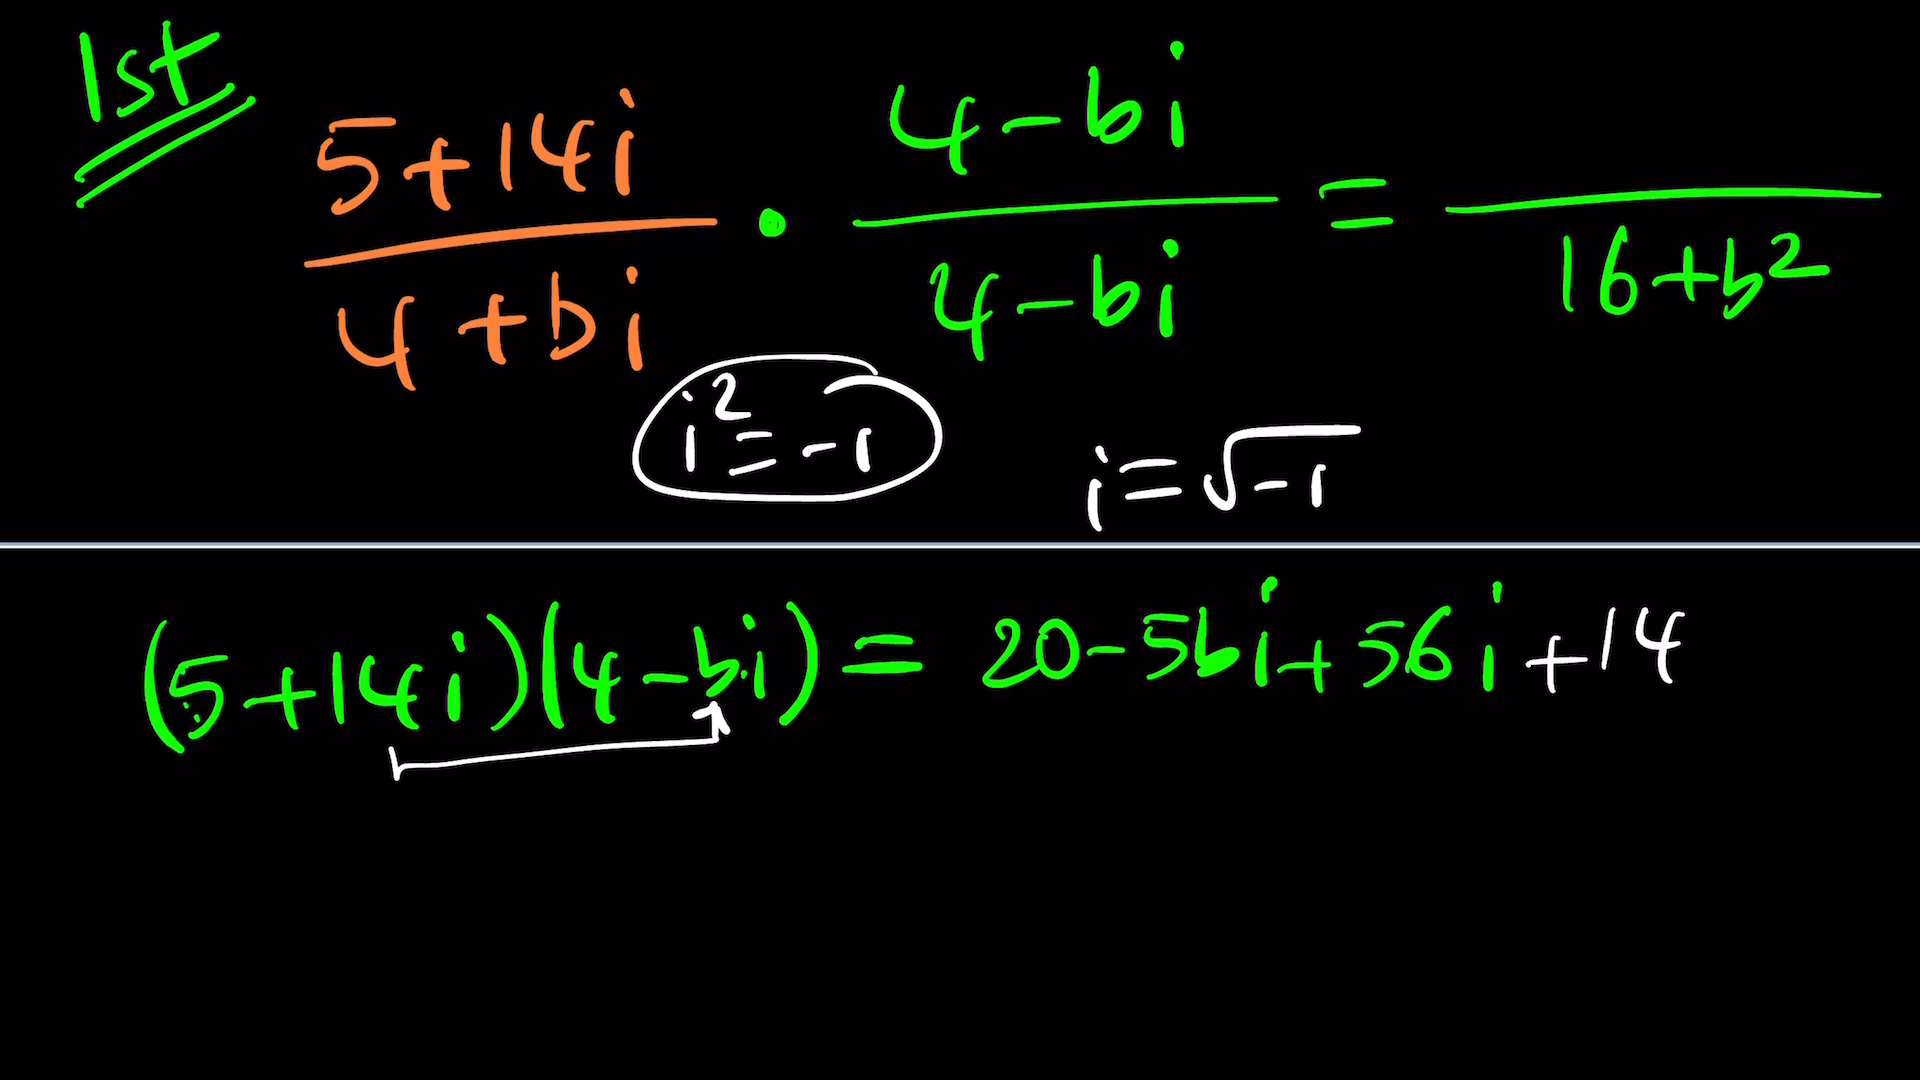 1st
5+14i / 4+bi · 4-bi / 4-bi = / 16+b²
i² = -1 i = √-1
(5+14i)(4-bi) = 20-5bi+56i+14